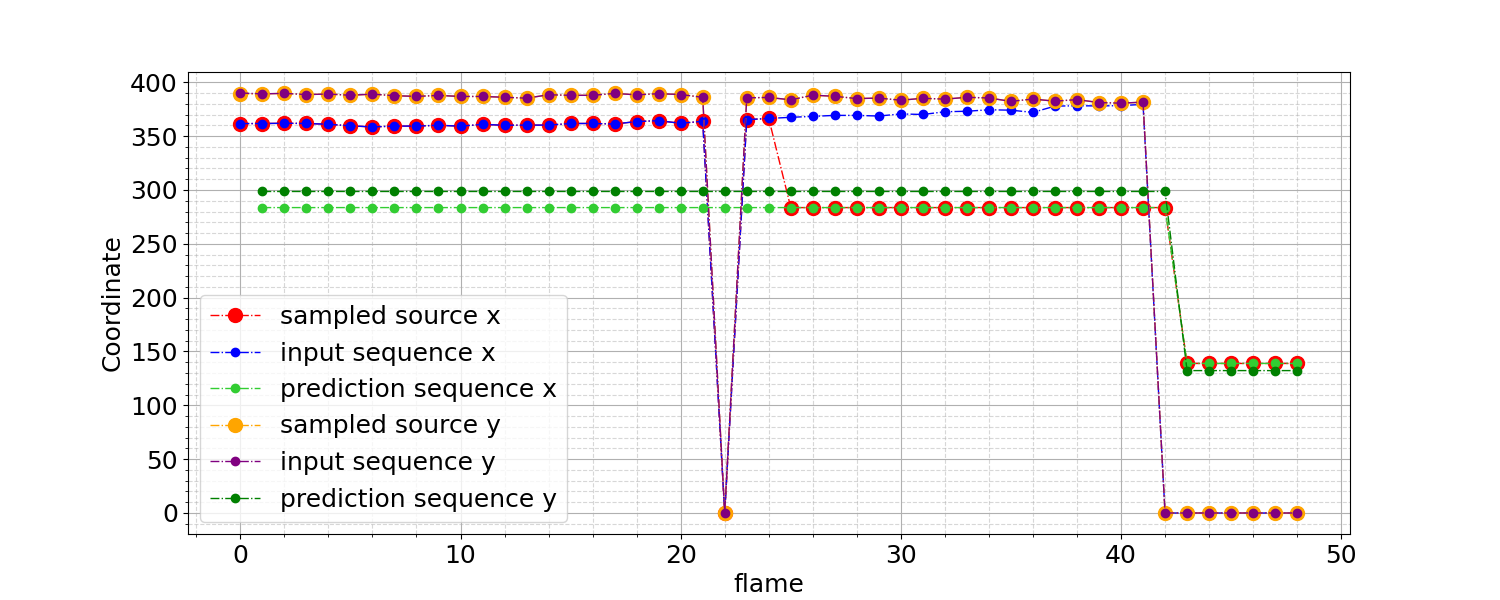 400
350
300
250
200
150
100
50
0
Coordinate
sampled source x
input sequence x
prediction sequence x
sampled source y
input sequence y
prediction sequence y
0 10 20 30 40 50
flame